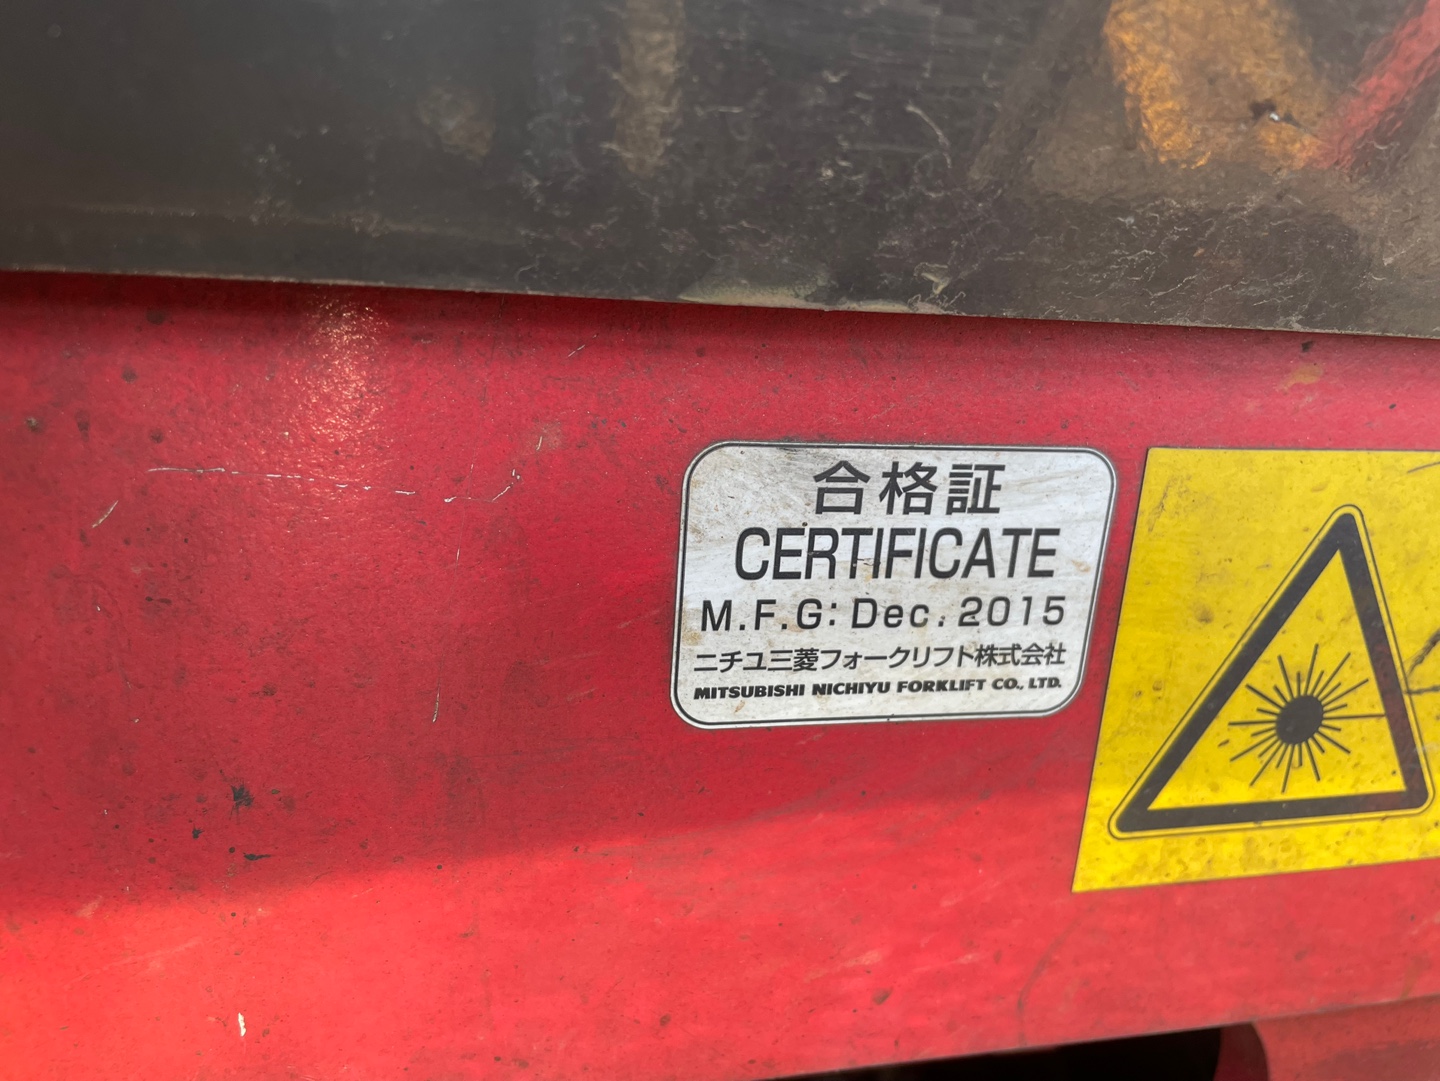 合格証
CERTIFICATE
M.F.G: Dec. 2015
ニチユ三菱フォークリフト株式会社
MITSUBISHI NICHIYU FORKLIFT CO., LTD.